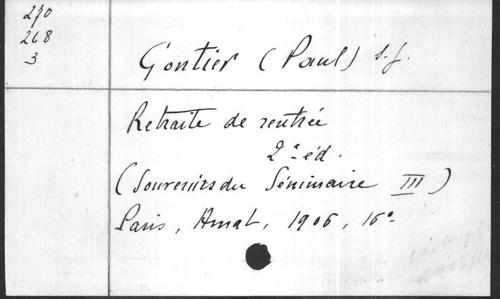 270
268
3
Gontier (Paul) s.j.
Retraite de rentrée
2e éd.
(Souvenirs du Séminaire III)
Paris, Amat, 1906, 16°